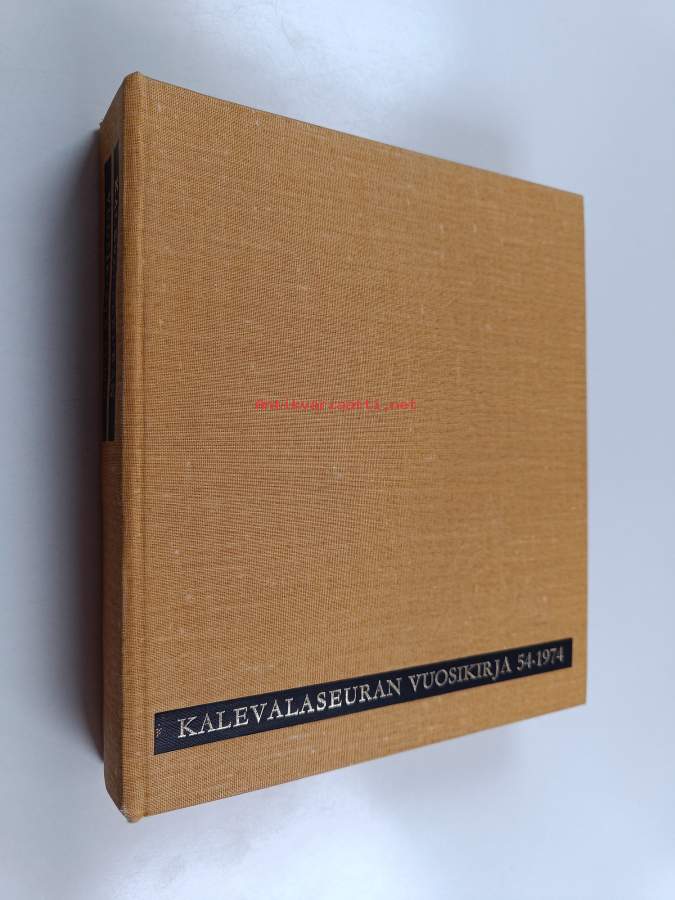 antikvariaatti.net
KALEVALASEURAN VUOSIKIRJA 54·1974